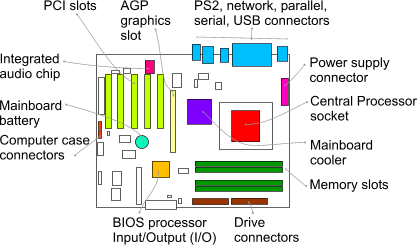 PCI slots
AGP
graphics
slot
PS2, network, parallel,
serial, USB connectors
Integrated
audio chip
Power supply
connector
Mainboard
battery
Central Processor
socket
Computer case
connectors
Mainboard
cooler
Memory slots
BIOS processor
Input/Output (I/O)
Drive
connectors